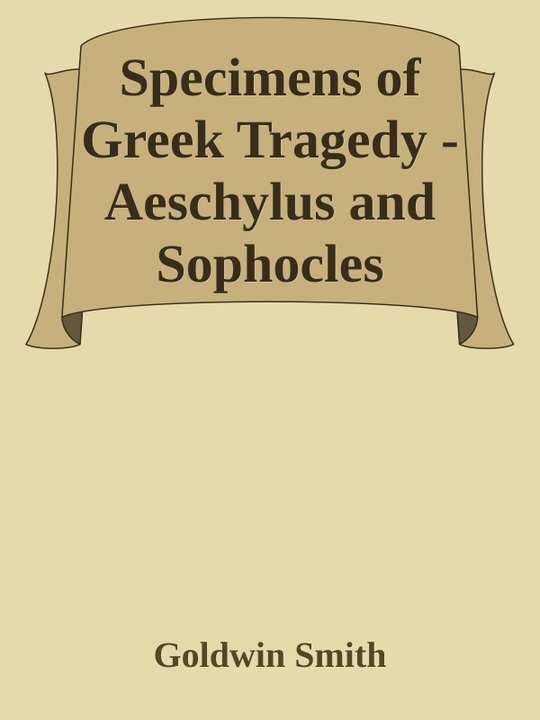 Specimens of
Greek Tragedy -
Aeschylus and
Sophocles
Goldwin Smith